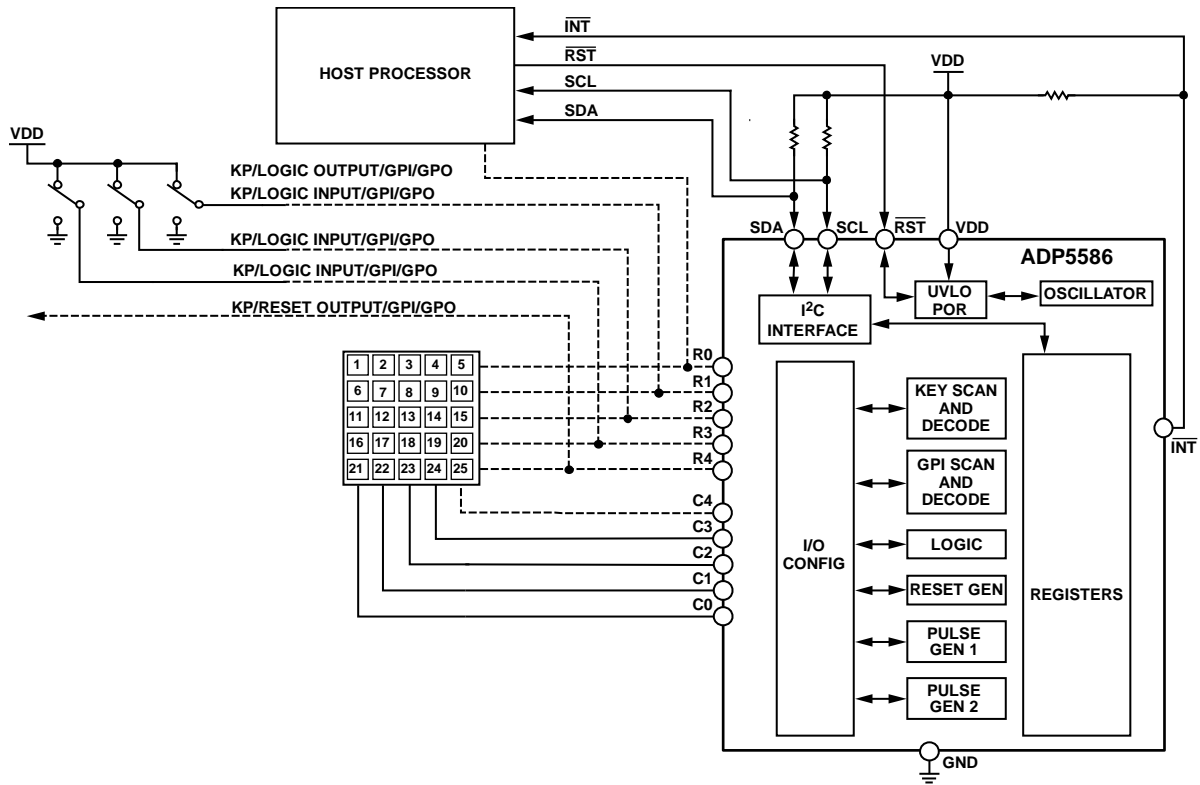 INT
RST
SCL
SDA
HOST PROCESSOR
VDD
VDD
KP/LOGIC OUTPUT/GPI/GPO
KP/LOGIC INPUT/GPI/GPO
KP/LOGIC INPUT/GPI/GPO
KP/LOGIC INPUT/GPI/GPO
KP/RESET OUTPUT/GPI/GPO
SDA SCL RST VDD
ADP5586
I2C
INTERFACE
UVLO
POR
OSCILLATOR
1 2 3 4 5
6 7 8 9 10
11 12 13 14 15
16 17 18 19 20
21 22 23 24 25
R0
R1
R2
R3
R4
C4
C3
C2
C1
C0
I/O
CONFIG
KEY SCAN
AND
DECODE
GPI SCAN
AND
DECODE
LOGIC
RESET GEN
PULSE
GEN 1
PULSE
GEN 2
REGISTERS
INT
GND